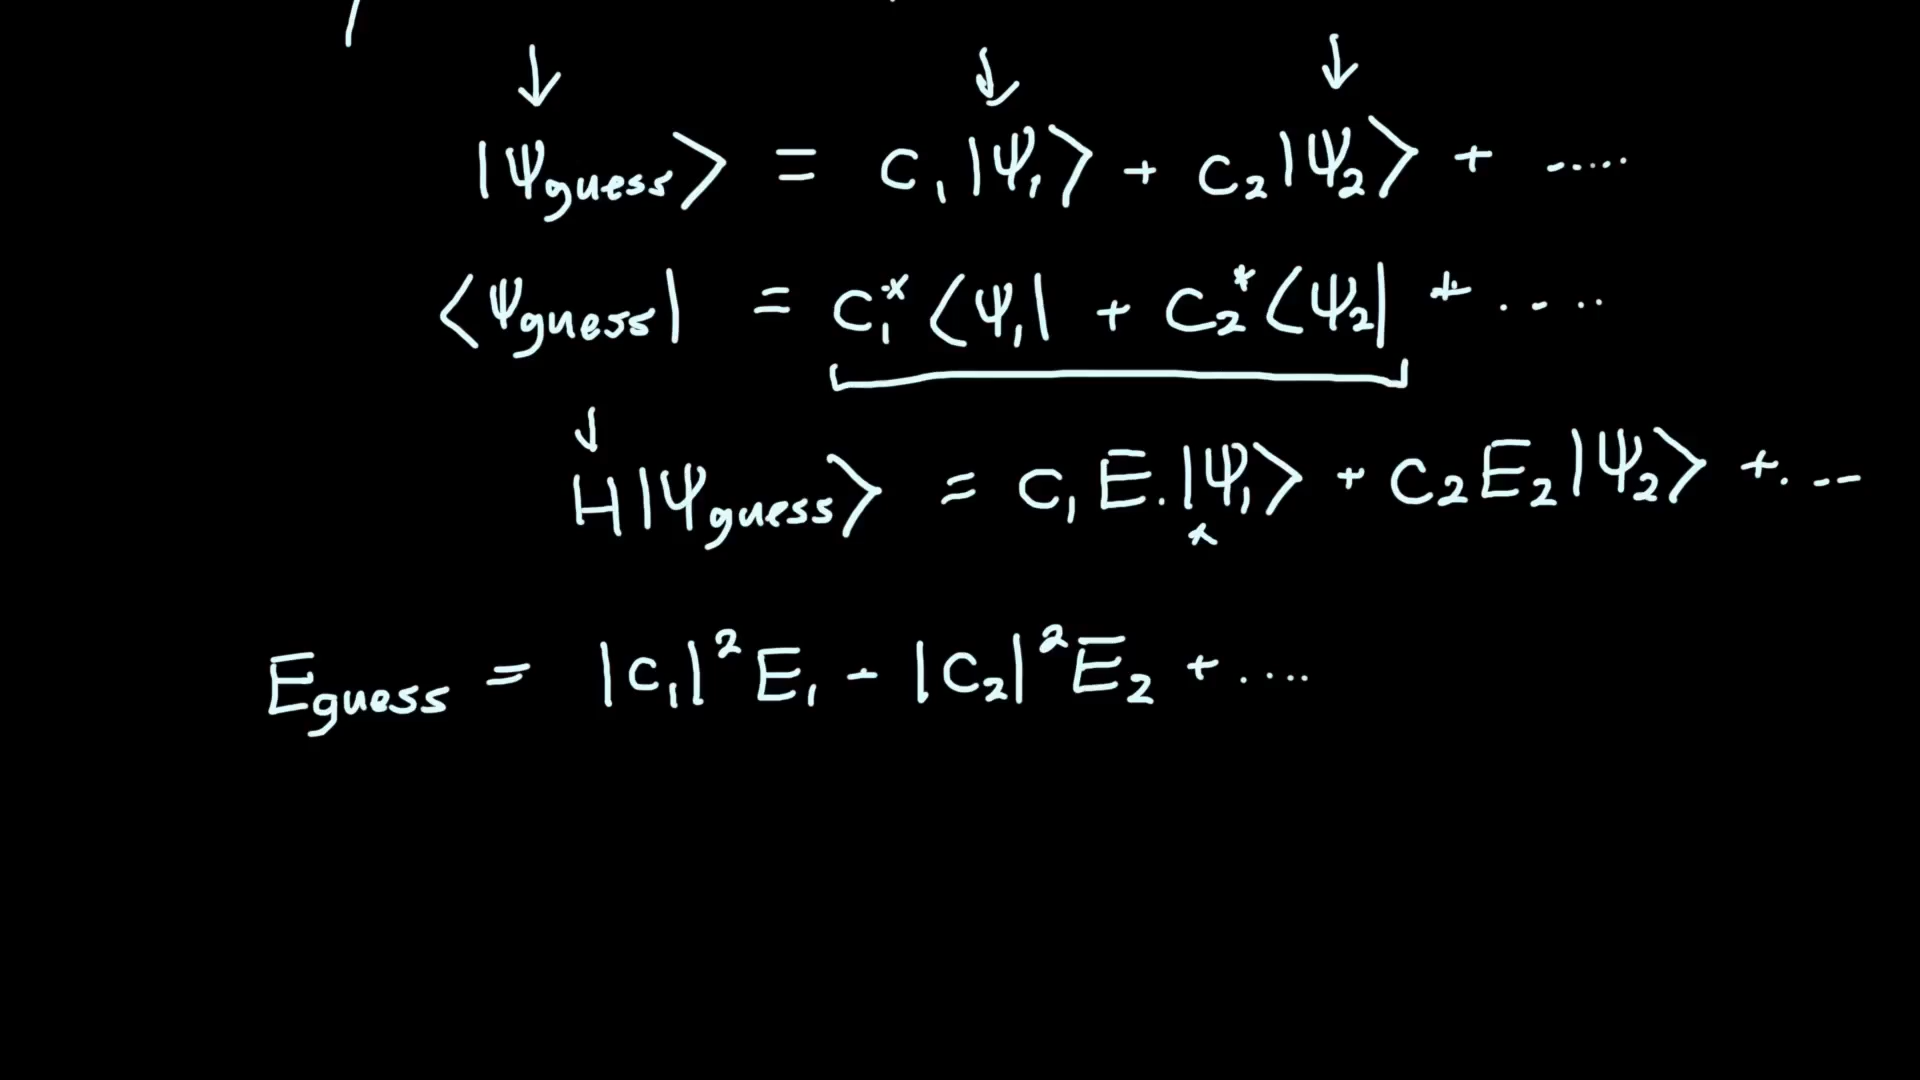 |Ψguess⟩ = c₁|Ψ₁⟩ + c₂|Ψ₂⟩ + .....
⟨Ψguess| = c₁*⟨Ψ₁| + c₂*⟨Ψ₂| + .....
H|Ψguess⟩ = c₁E.|Ψ₁⟩ + c₂E₂|Ψ₂⟩ + ...
Eguess = |c₁|²E₁ - |c₂|²E₂ + ....